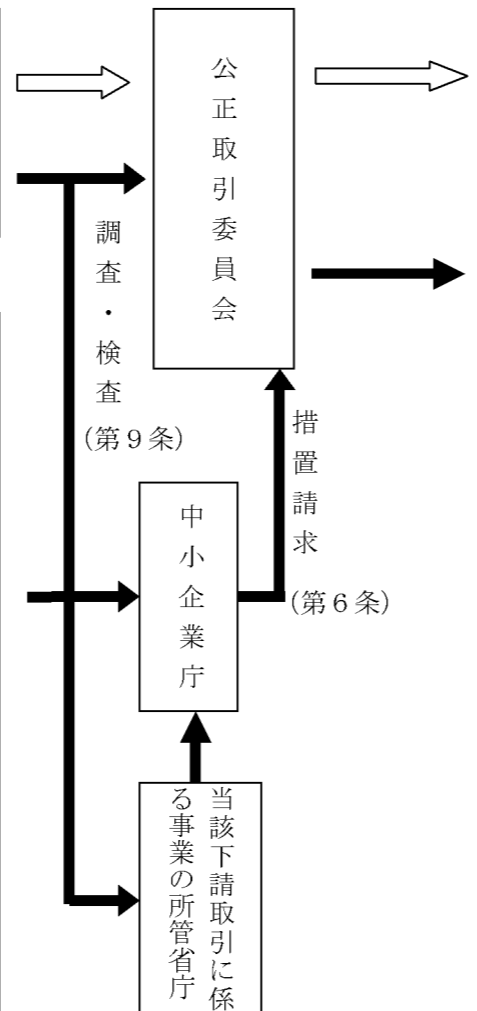 公正取引委員会
調査・検査
（第９条）
措置請求
（第６条）
中小企業庁
当該下請取引に係
る事業の所管省庁